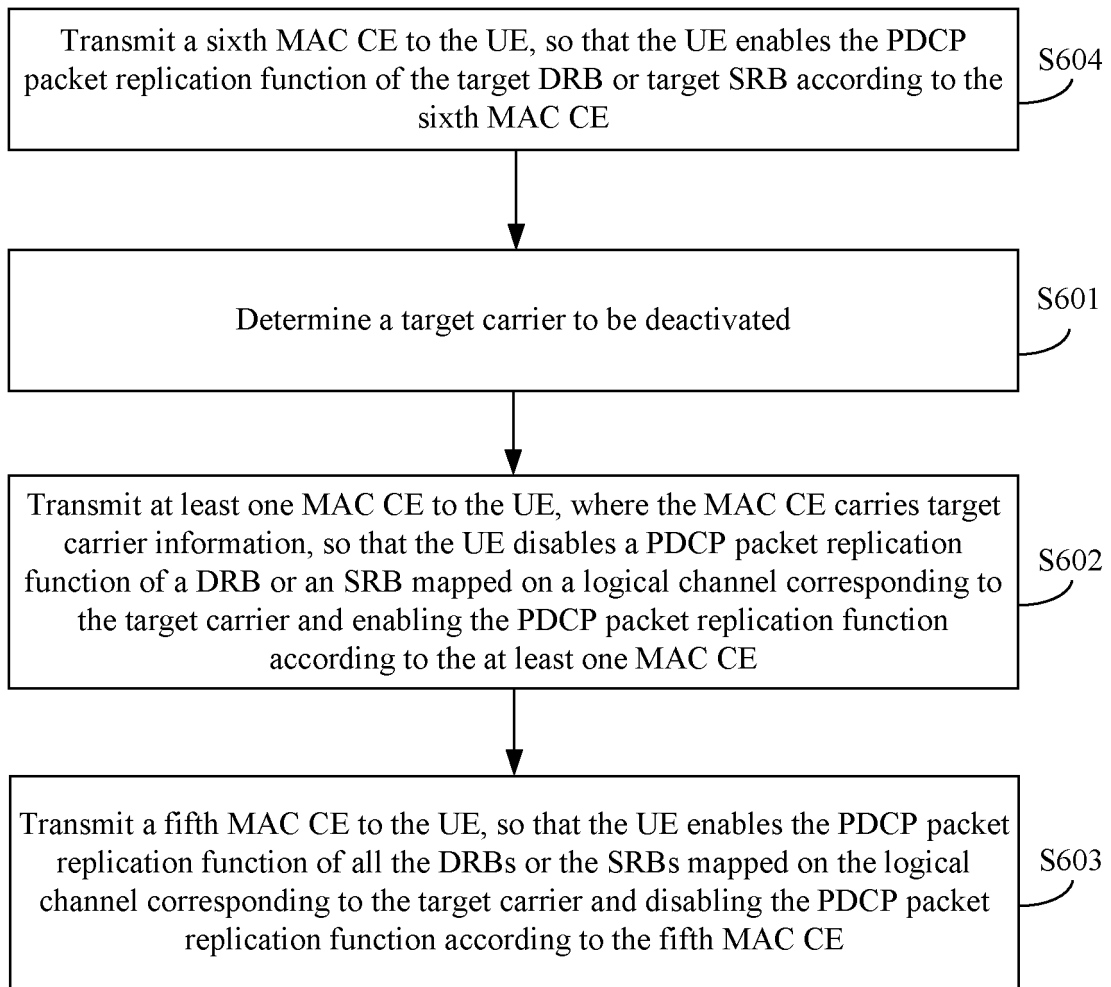 Transmit a sixth MAC CE to the UE, so that the UE enables the PDCP
packet replication function of the target DRB or target SRB according to the
sixth MAC CE
S604
Determine a target carrier to be deactivated
S601
Transmit at least one MAC CE to the UE, where the MAC CE carries target
carrier information, so that the UE disables a PDCP packet replication
function of a DRB or an SRB mapped on a logical channel corresponding to
the target carrier and enabling the PDCP packet replication function
according to the at least one MAC CE
S602
Transmit a fifth MAC CE to the UE, so that the UE enables the PDCP packet
replication function of all the DRBs or the SRBs mapped on the logical
channel corresponding to the target carrier and disabling the PDCP packet
replication function according to the fifth MAC CE
S603